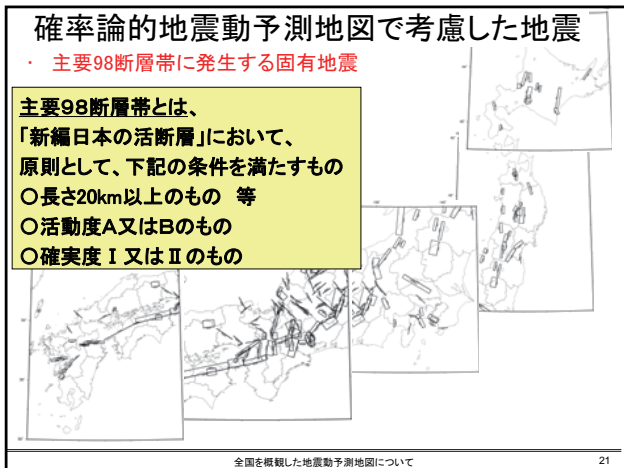 確率論的地震動予測地図で考慮した地震
・ 主要98断層帯に発生する固有地震
主要98断層帯とは、
「新編日本の活断層」において、
原則として、下記の条件を満たすもの
○長さ20km以上のもの 等
○活動度A又はBのもの
○確実度Ⅰ又はⅡのもの
全国を概観した地震動予測地図について
21